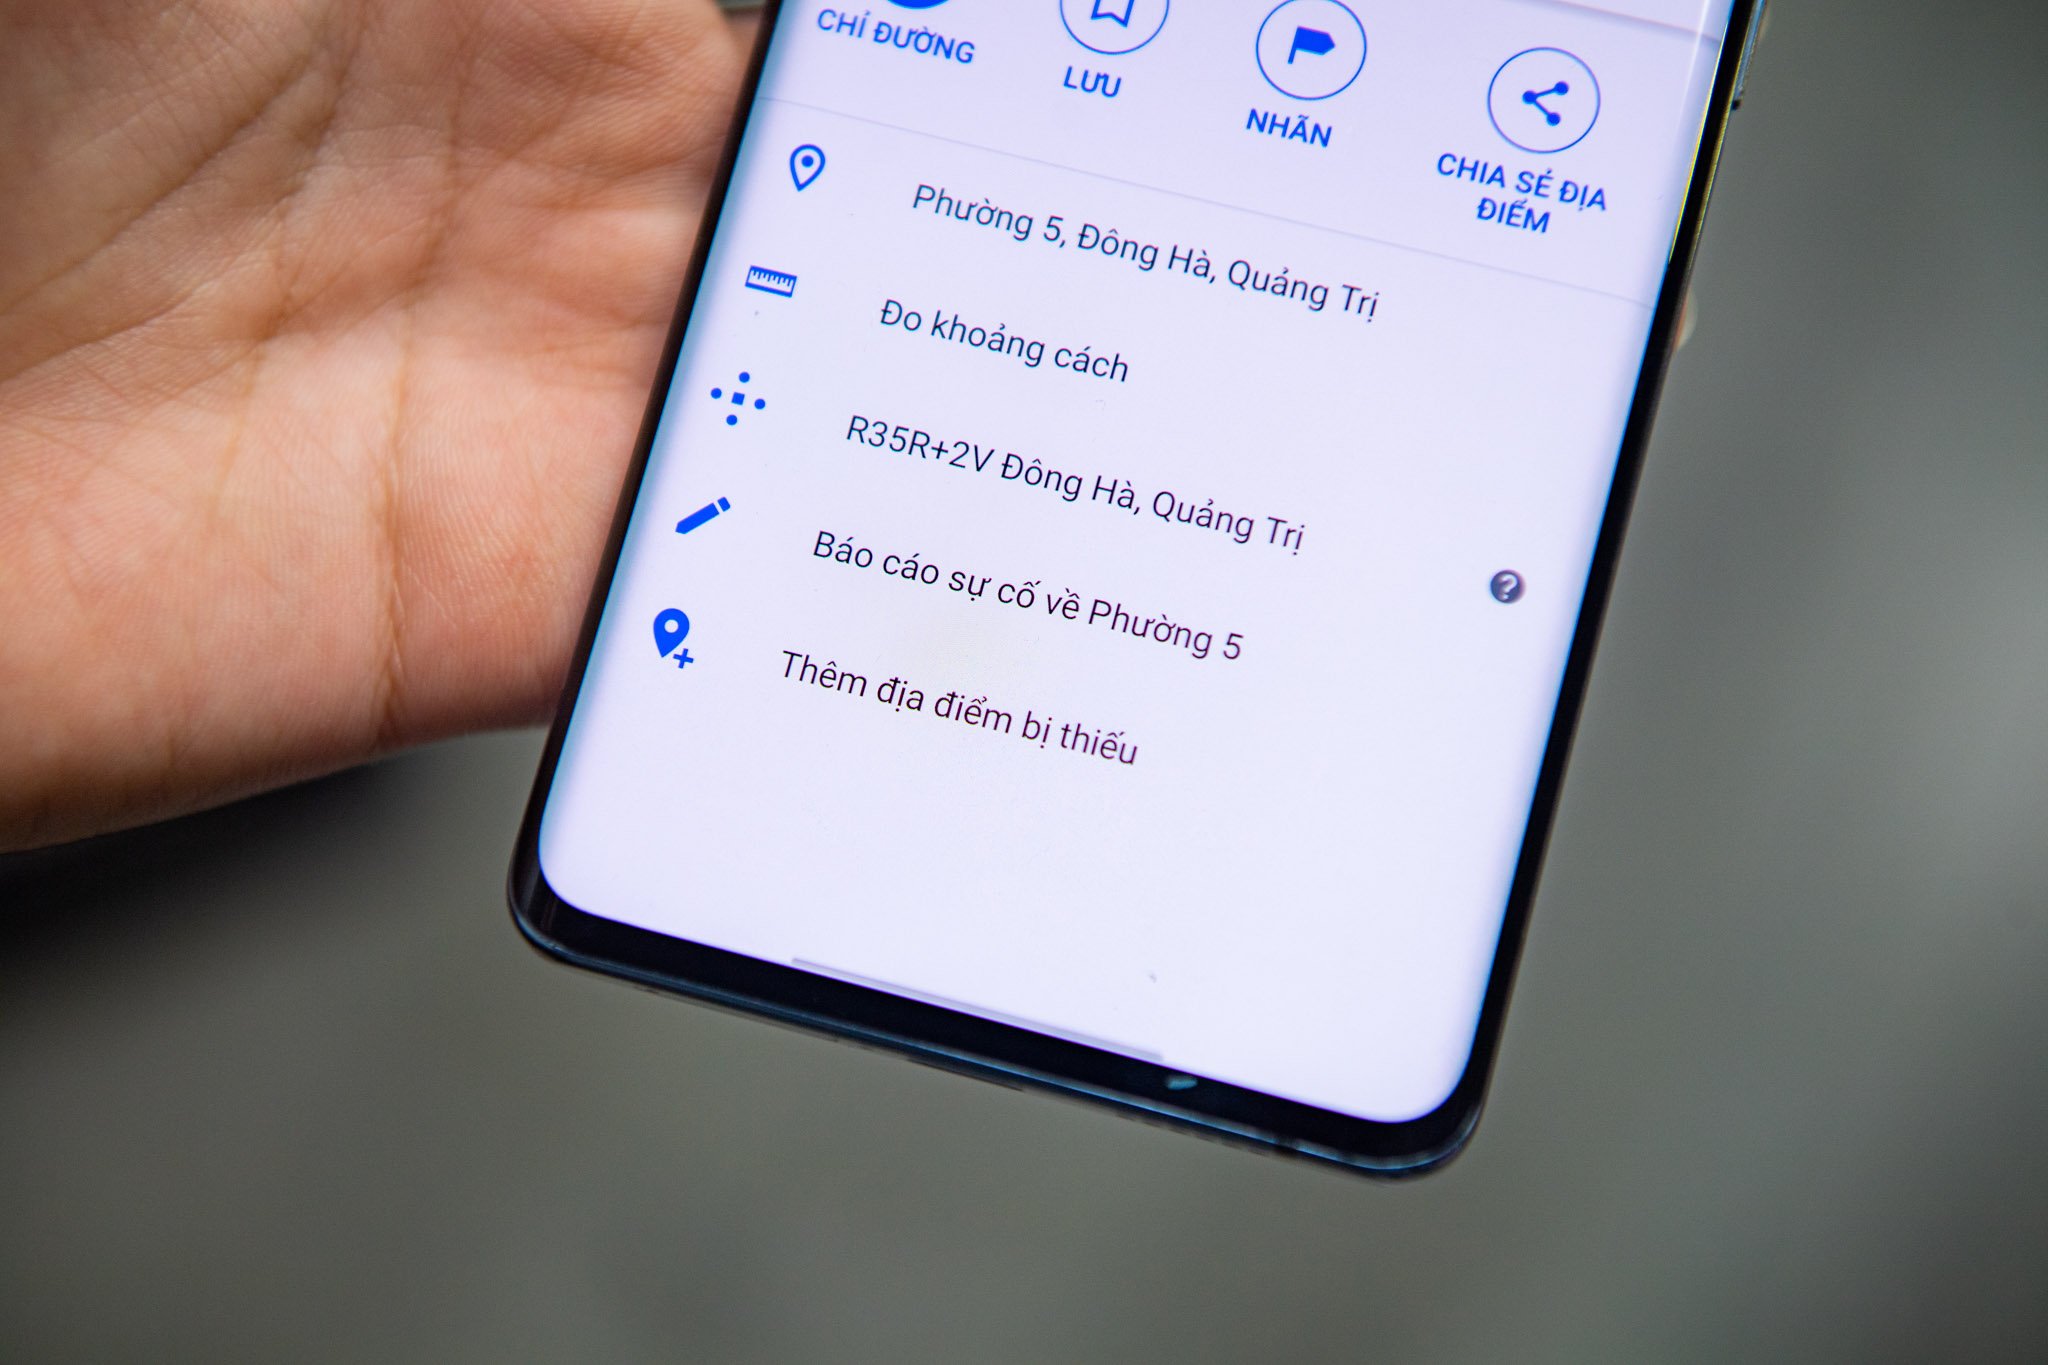 CHỈ ĐƯỜNG
LƯU
NHÃN
CHIA SẺ ĐỊA
ĐIỂM
Phường 5, Đông Hà, Quảng Trị
Đo khoảng cách
R35R+2V Đông Hà, Quảng Trị
?
Báo cáo sự cố về Phường 5
Thêm địa điểm bị thiếu